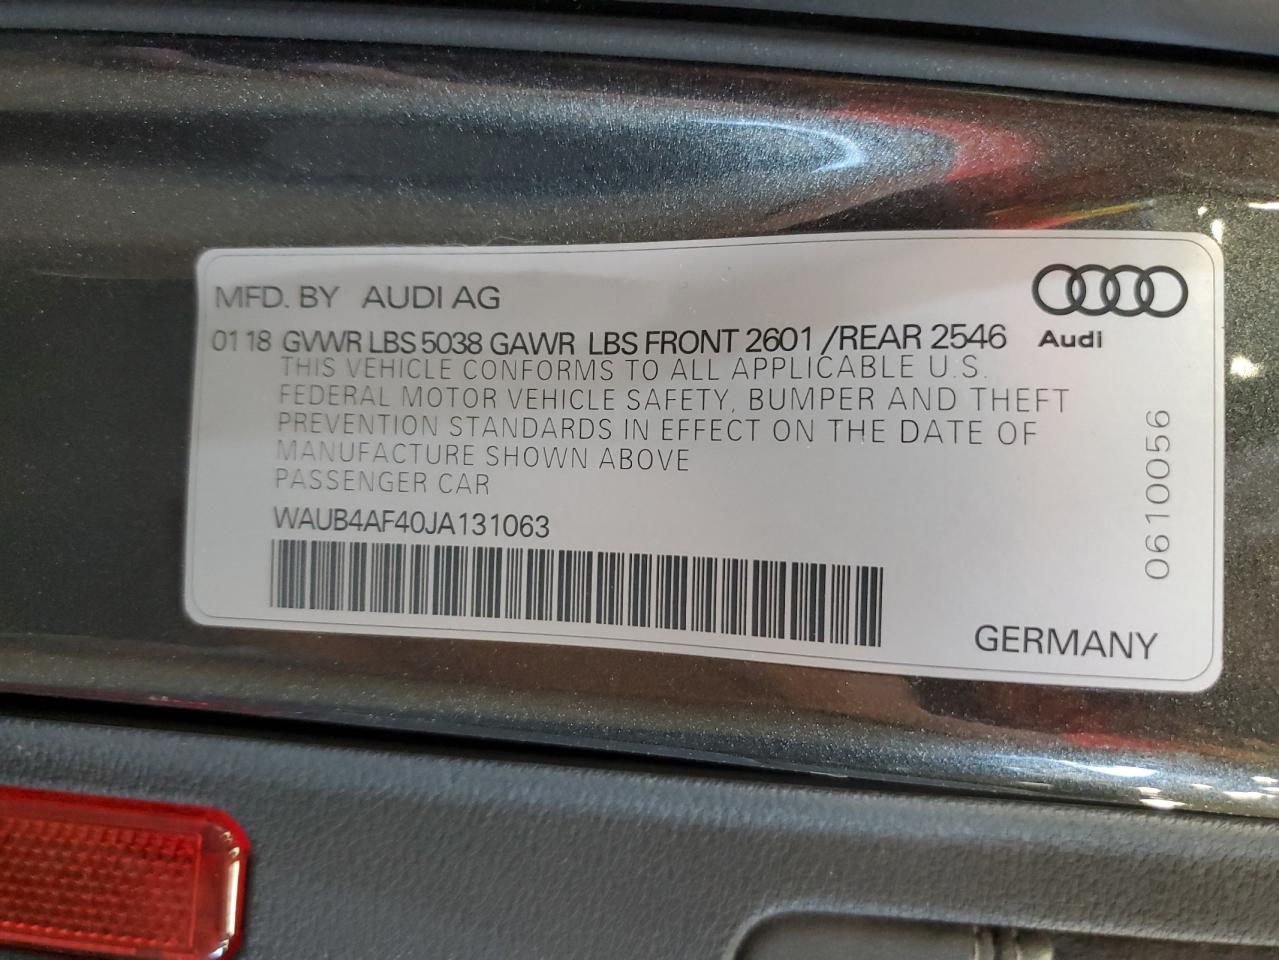 MFD. BY AUDI AG
01 18 GVWR LBS 5038 GAWR LBS FRONT 2601 /REAR 2546
Audi
THIS VEHICLE CONFORMS TO ALL APPLICABLE U.S.
FEDERAL MOTOR VEHICLE SAFETY, BUMPER AND THEFT
PREVENTION STANDARDS IN EFFECT ON THE DATE OF
MANUFACTURE SHOWN ABOVE
PASSENGER CAR
WAUB4AF40JA131063
0610056
GERMANY